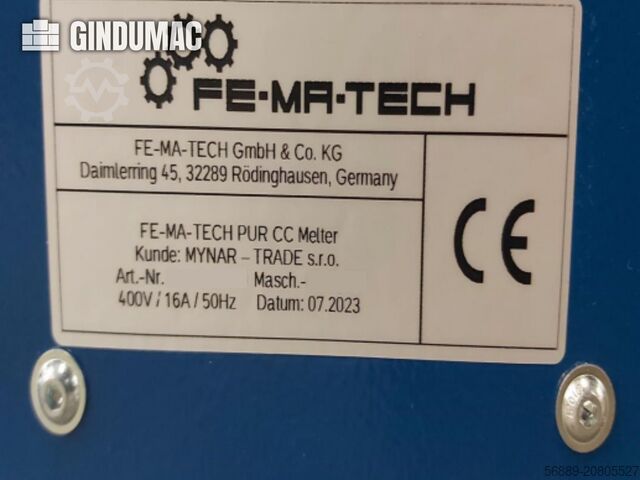 GINDUMAC
FE-MA-TECH
FE-MA-TECH GmbH & Co. KG
Daimlerring 45, 32289 Rödinghausen, Germany
FE-MA-TECH PUR CC Melter
Kunde: MYNAR - TRADE s.r.o.
Art.-Nr. Masch.-
400V / 16A / 50Hz Datum: 07.2023
CE
56889-20805527